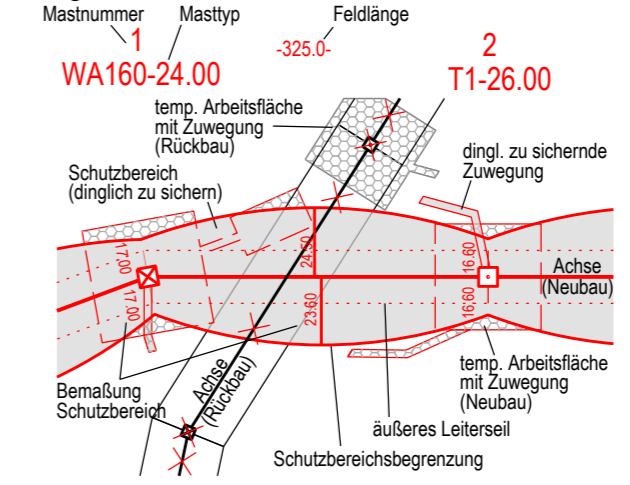 Mastnummer
Masttyp
Feldlänge
1
WA160-24.00
-325.0-
2
T1-26.00
temp. Arbeitsfläche
mit Zuwegung
(Rückbau)
dingl. zu sichernde
Zuwegung
Schutzbereich
(dinglich zu sichern)
17.00
17.00
24.50
23.60
16.60
16.60
Achse
(Neubau)
Achse
(Rückbau)
Bemaßung
Schutzbereich
temp. Arbeitsfläche
mit Zuwegung
(Neubau)
äußeres Leiterseil
Schutzbereichsbegrenzung